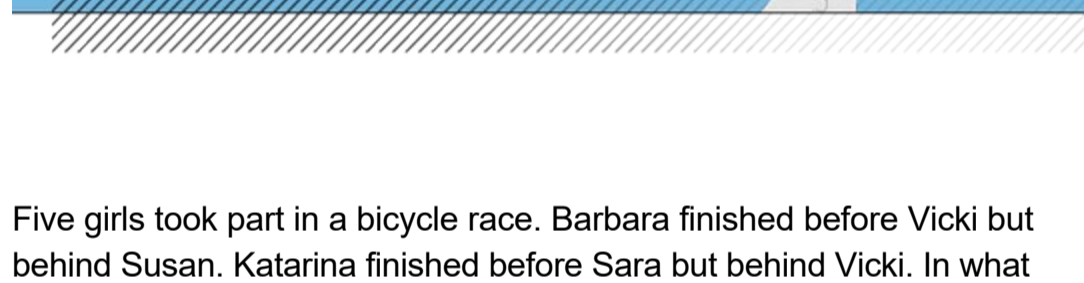 Five girls took part in a bicycle race. Barbara finished before Vicki but
behind Susan. Katarina finished before Sara but behind Vicki. In what